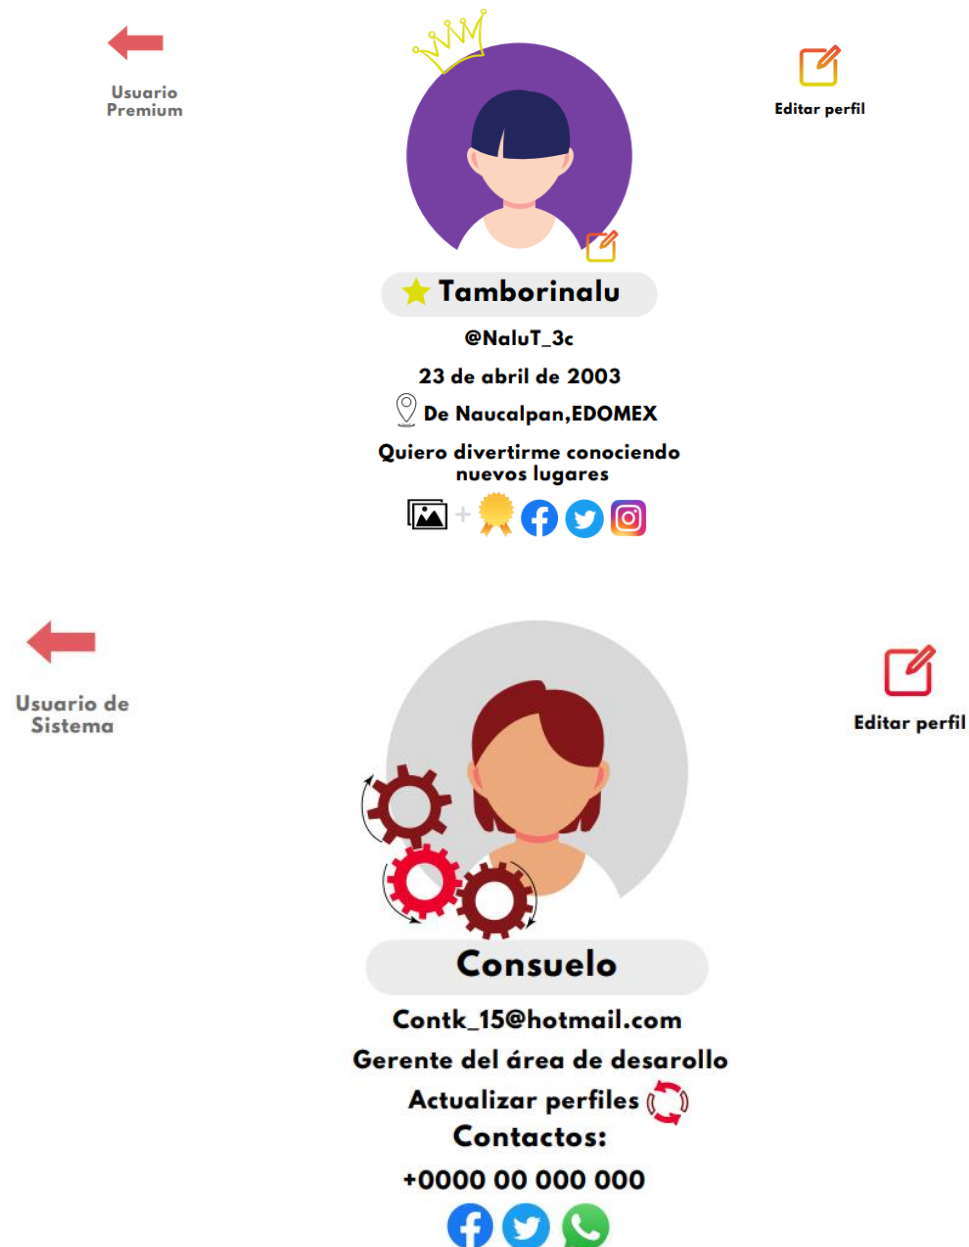 Usuario
Premium
Editar perfil
Tamborinalu
@NaluT_3c
23 de abril de 2003
De Naucalpan,EDOMEX
Quiero divertirme conociendo
nuevos lugares
Usuario de
Sistema
Editar perfil
Consuelo
Contk_15@hotmail.com
Gerente del área de desarollo
Actualizar perfiles
Contactos:
+0000 00 000 000